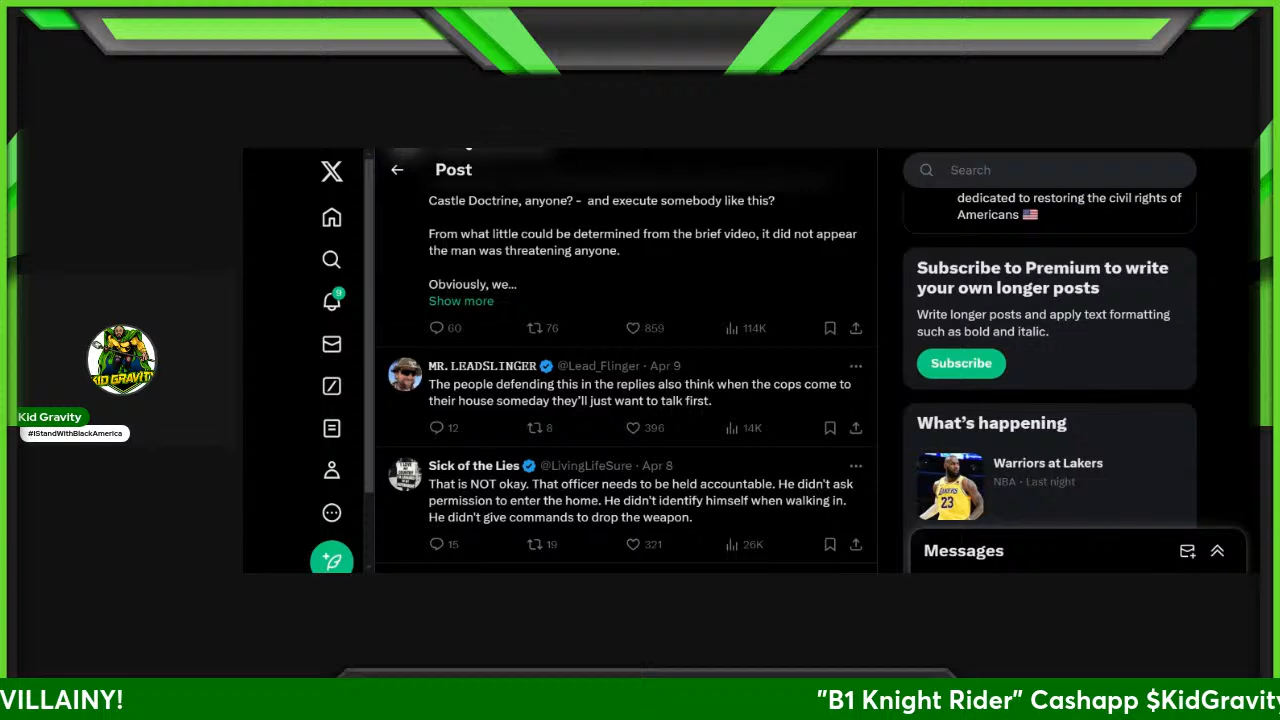 Post
Search
Castle Doctrine, anyone? - and execute somebody like this?
From what little could be determined from the brief video, it did not appear
the man was threatening anyone.
Obviously, we...
Show more
60 76 859 114K
MR. LEADSLINGER @Lead_Flinger · Apr 9
The people defending this in the replies also think when the cops come to
their house someday they’ll just want to talk first.
12 8 396 14K
Sick of the Lies @LivingLifeSure · Apr 8
That is NOT okay. That officer needs to be held accountable. He didn't ask
permission to enter the home. He didn't identify himself when walking in.
He didn't give commands to drop the weapon.
15 19 321 26K
dedicated to restoring the civil rights of
Americans 🇺🇸
Subscribe to Premium to write
your own longer posts
Write longer posts and apply text formatting
such as bold and italic.
Subscribe
What’s happening
Warriors at Lakers
NBA · Last night
LAKERS
23
Messages
9
KID GRAVITY
Kid Gravity
#IStandWithBlackAmerica
VILLAINY!
"B1 Knight Rider" Cashapp $KidGravity